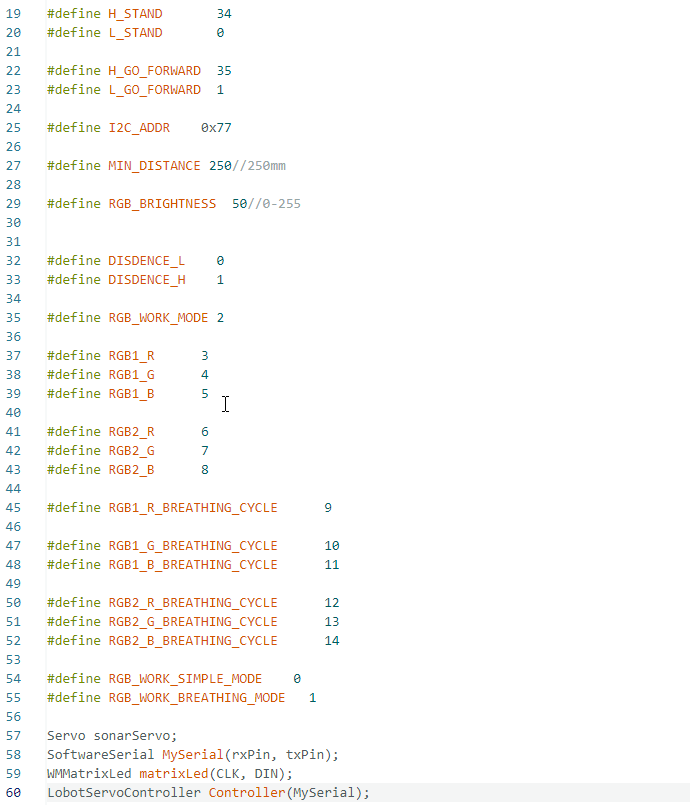 19 #define H_STAND 34
20 #define L_STAND 0
21
22 #define H_GO_FORWARD 35
23 #define L_GO_FORWARD 1
24
25 #define I2C_ADDR 0x77
26
27 #define MIN_DISTANCE 250//250mm
28
29 #define RGB_BRIGHTNESS 50//0-255
30
31
32 #define DISDENCE_L 0
33 #define DISDENCE_H 1
34
35 #define RGB_WORK_MODE 2
36
37 #define RGB1_R 3
38 #define RGB1_G 4
39 #define RGB1_B 5
40
41 #define RGB2_R 6
42 #define RGB2_G 7
43 #define RGB2_B 8
44
45 #define RGB1_R_BREATHING_CYCLE 9
46
47 #define RGB1_G_BREATHING_CYCLE 10
48 #define RGB1_B_BREATHING_CYCLE 11
49
50 #define RGB2_R_BREATHING_CYCLE 12
51 #define RGB2_G_BREATHING_CYCLE 13
52 #define RGB2_B_BREATHING_CYCLE 14
53
54 #define RGB_WORK_SIMPLE_MODE 0
55 #define RGB_WORK_BREATHING_MODE 1
56
57 Servo sonarServo;
58 SoftwareSerial MySerial(rxPin, txPin);
59 WMMatrixLed matrixLed(CLK, DIN);
60 LobotServoController Controller(MySerial);